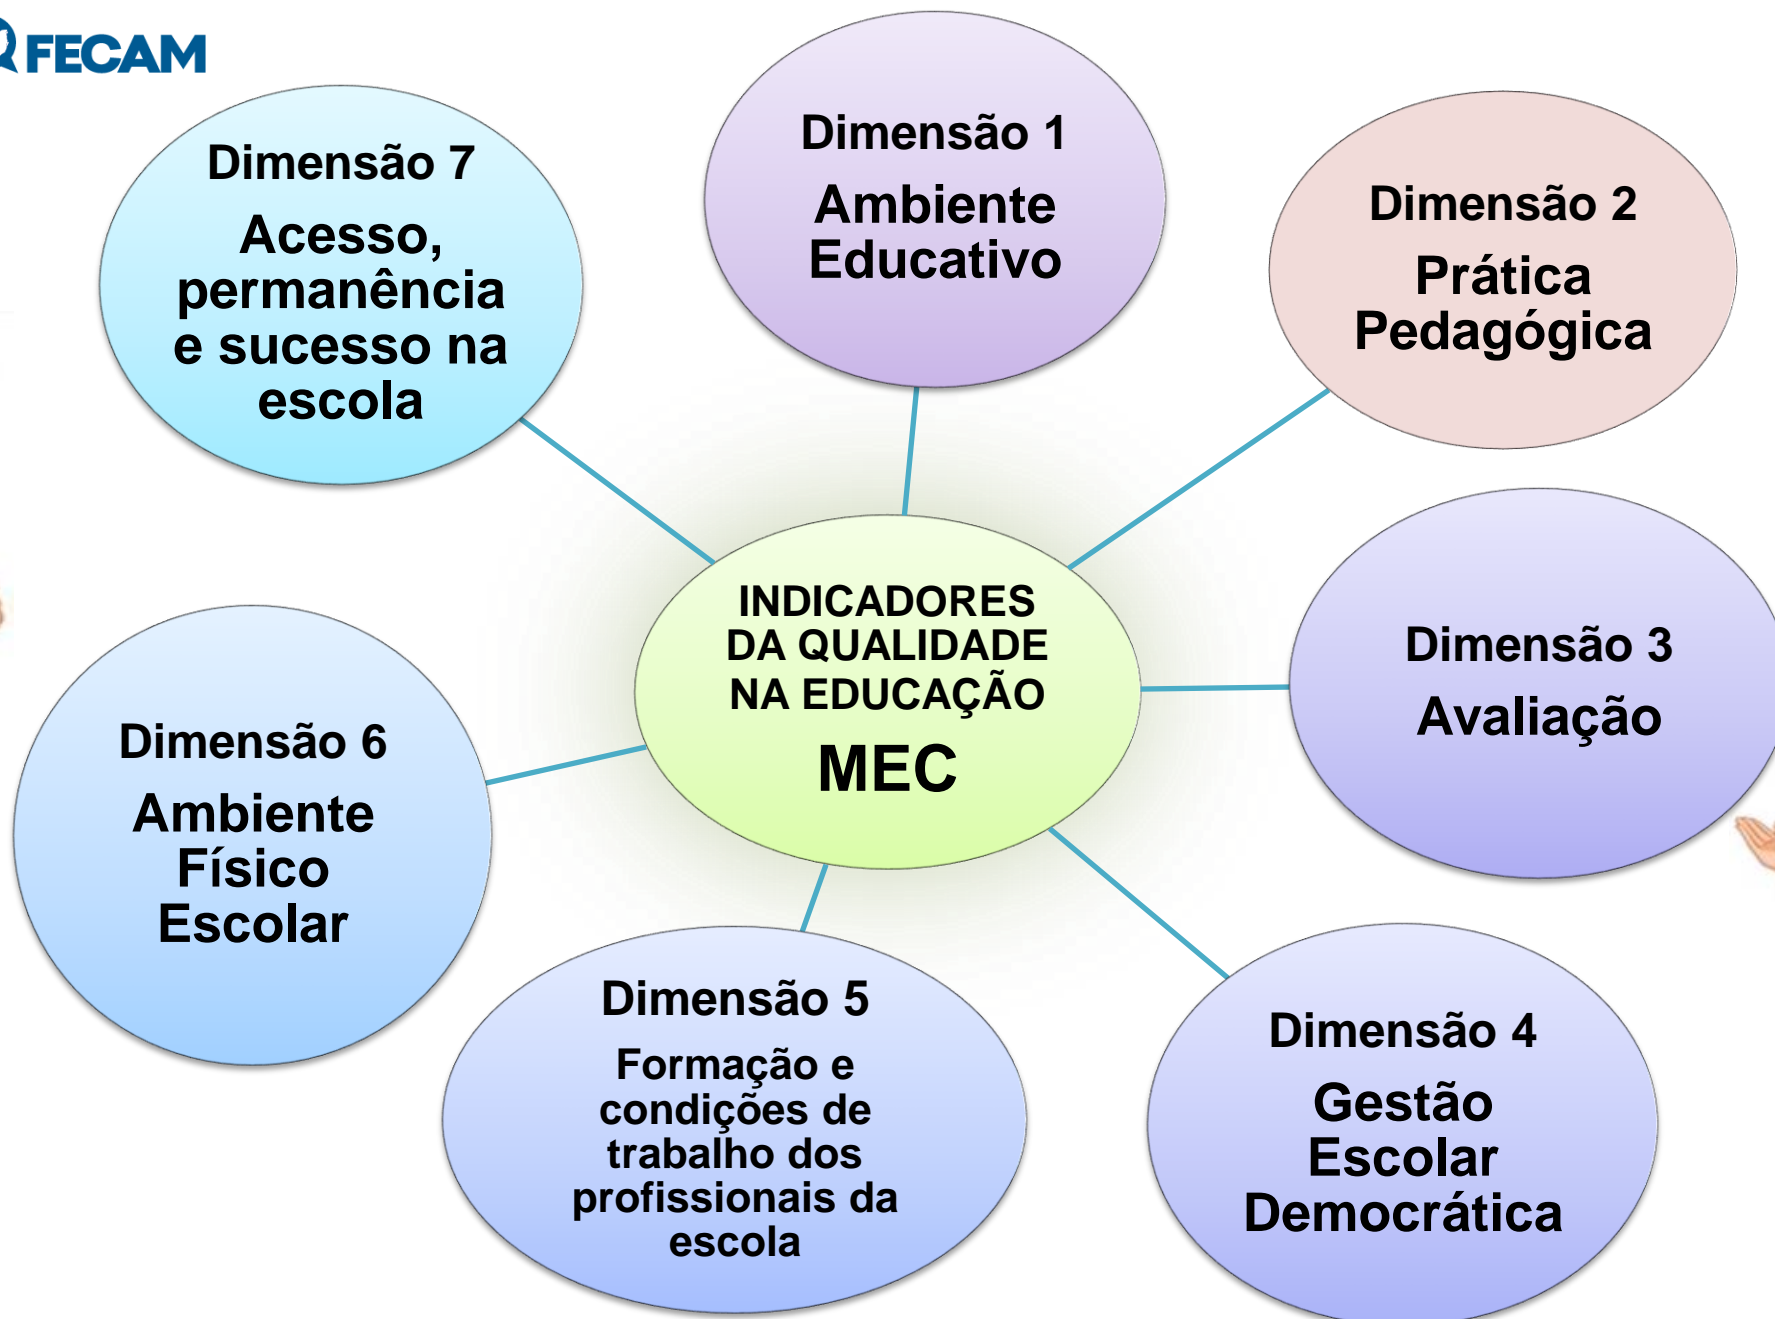 FECAM
Dimensão 1
Ambiente
Educativo
Dimensão 2
Prática
Pedagógica
Dimensão 3
Avaliação
Dimensão 4
Gestão
Escolar
Democrática
Dimensão 5
Formação e
condições de
trabalho dos
profissionais da
escola
Dimensão 6
Ambiente
Físico
Escolar
Dimensão 7
Acesso,
permanência
e sucesso na
escola
INDICADORES
DA QUALIDADE
NA EDUCAÇÃO
MEC